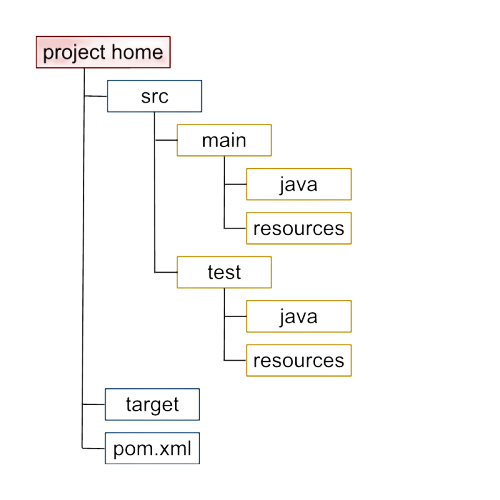 project home
src
main
java
resources
test
java
resources
target
pom.xml